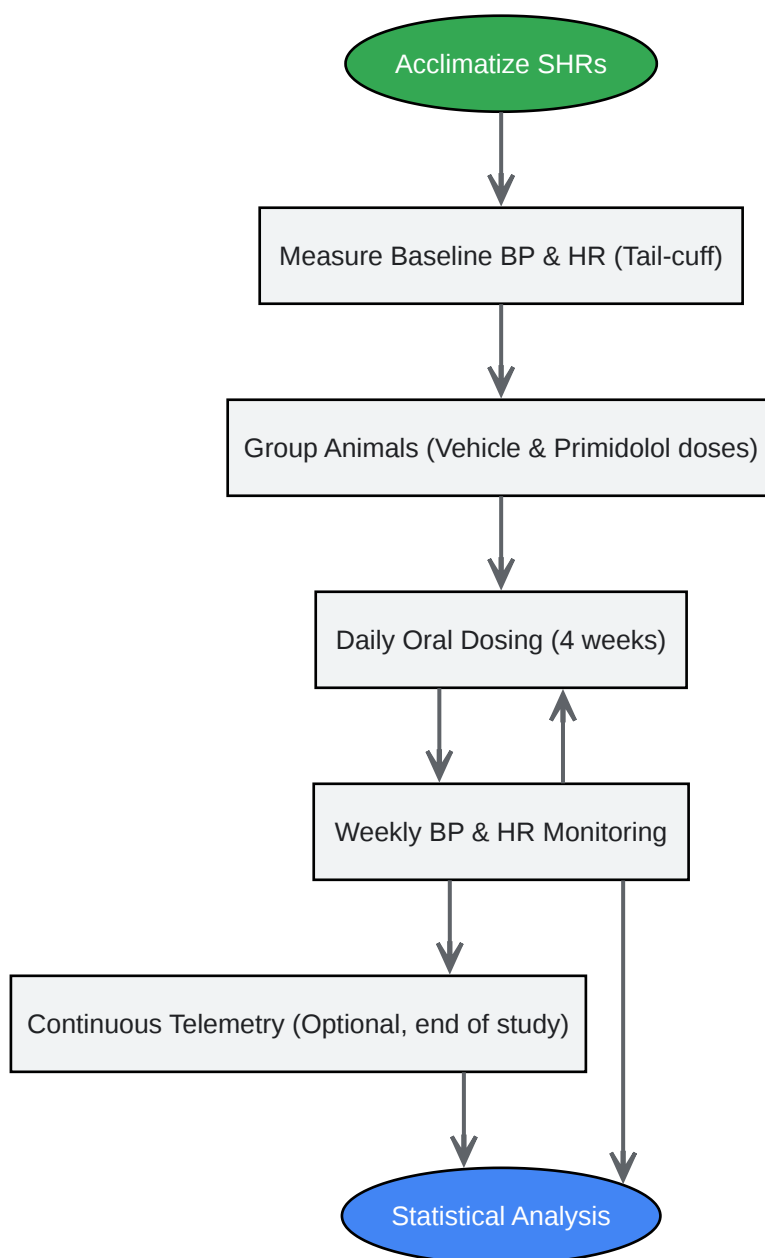 Acclimatize SHRs
Measure Baseline BP & HR (Tail-cuff)
Group Animals (Vehicle & Primidolol doses)
Daily Oral Dosing (4 weeks)
Weekly BP & HR Monitoring
Continuous Telemetry (Optional, end of study)
Statistical Analysis